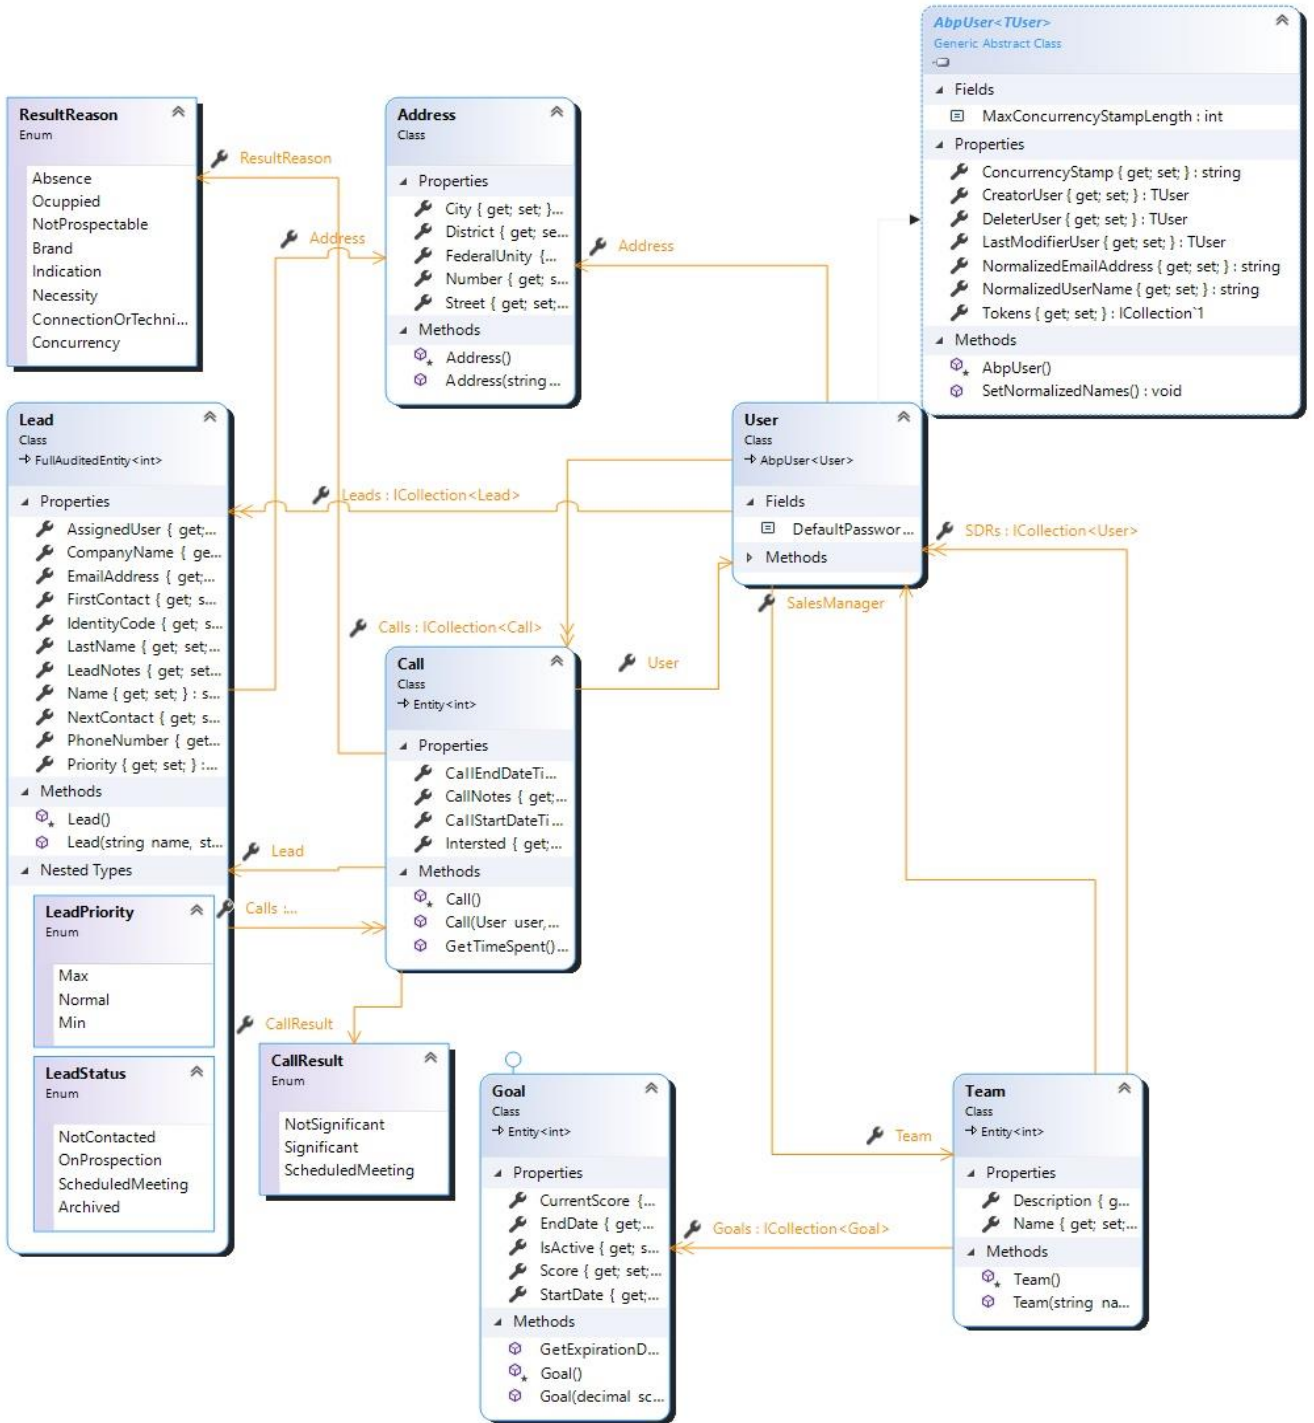 AbpUser<TUser>
Generic Abstract Class
Fields
MaxConcurrencyStampLength : int
Properties
ConcurrencyStamp { get; set; } : string
CreatorUser { get; set; } : TUser
DeleterUser { get; set; } : TUser
LastModifierUser { get; set; } : TUser
NormalizedEmailAddress { get; set; } : string
NormalizedUserName { get; set; } : string
Tokens { get; set; } : ICollection`1
Methods
AbpUser()
SetNormalizedNames() : void
ResultReason
Enum
Absence
Ocuppied
NotProspectable
Brand
Indication
Necessity
ConnectionOrTechni...
Concurrency
ResultReason
Address
Address
Class
Properties
City { get; set; }...
District { get; se...
FederalUnity {...
Number { get; s...
Street { get; set;...
Methods
Address()
Address(string ...
Address
Lead
Class
FullAuditedEntity<int>
Properties
AssignedUser { get;...
CompanyName { ge...
EmailAddress { get;...
FirstContact { get; s...
IdentityCode { get; s...
LastName { get; set;...
LeadNotes { get; set...
Name { get; set; } : s...
NextContact { get; s...
PhoneNumber { get...
Priority { get; set; } :...
Methods
Lead()
Lead(string name, st...
Nested Types
LeadPriority
Enum
Max
Normal
Min
LeadStatus
Enum
NotContacted
OnProspection
ScheduledMeeting
Archived
User
Class
AbpUser<User>
Fields
DefaultPasswor...
Methods
Leads : ICollection<Lead>
SDRs : ICollection<User>
SalesManager
Calls : ICollection<Call>
User
Call
Class
Entity<int>
Properties
CallEndDateTi...
CallNotes { get;...
CallStartDateTi...
Intersted { get;...
Methods
Call()
Call(User user,...
GetTimeSpent()...
Lead
Calls :...
CallResult
CallResult
Enum
NotSignificant
Significant
ScheduledMeeting
Goal
Class
Entity<int>
Properties
CurrentScore {...
EndDate { get;...
IsActive { get; s...
Score { get; set;...
StartDate { get;...
Methods
GetExpirationD...
Goal()
Goal(decimal sc...
Team
Goals : ICollection<Goal>
Team
Class
Entity<int>
Properties
Description { g...
Name { get; set;...
Methods
Team()
Team(string na...